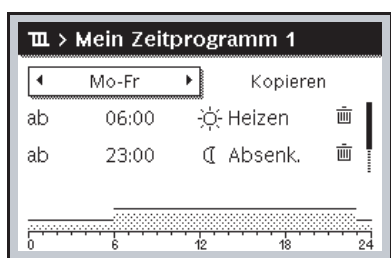 > Mein Zeitprogramm 1
Mo-Fr Kopieren
ab 06:00 Heizen
ab 23:00 Absenk.
0 6 12 18 24